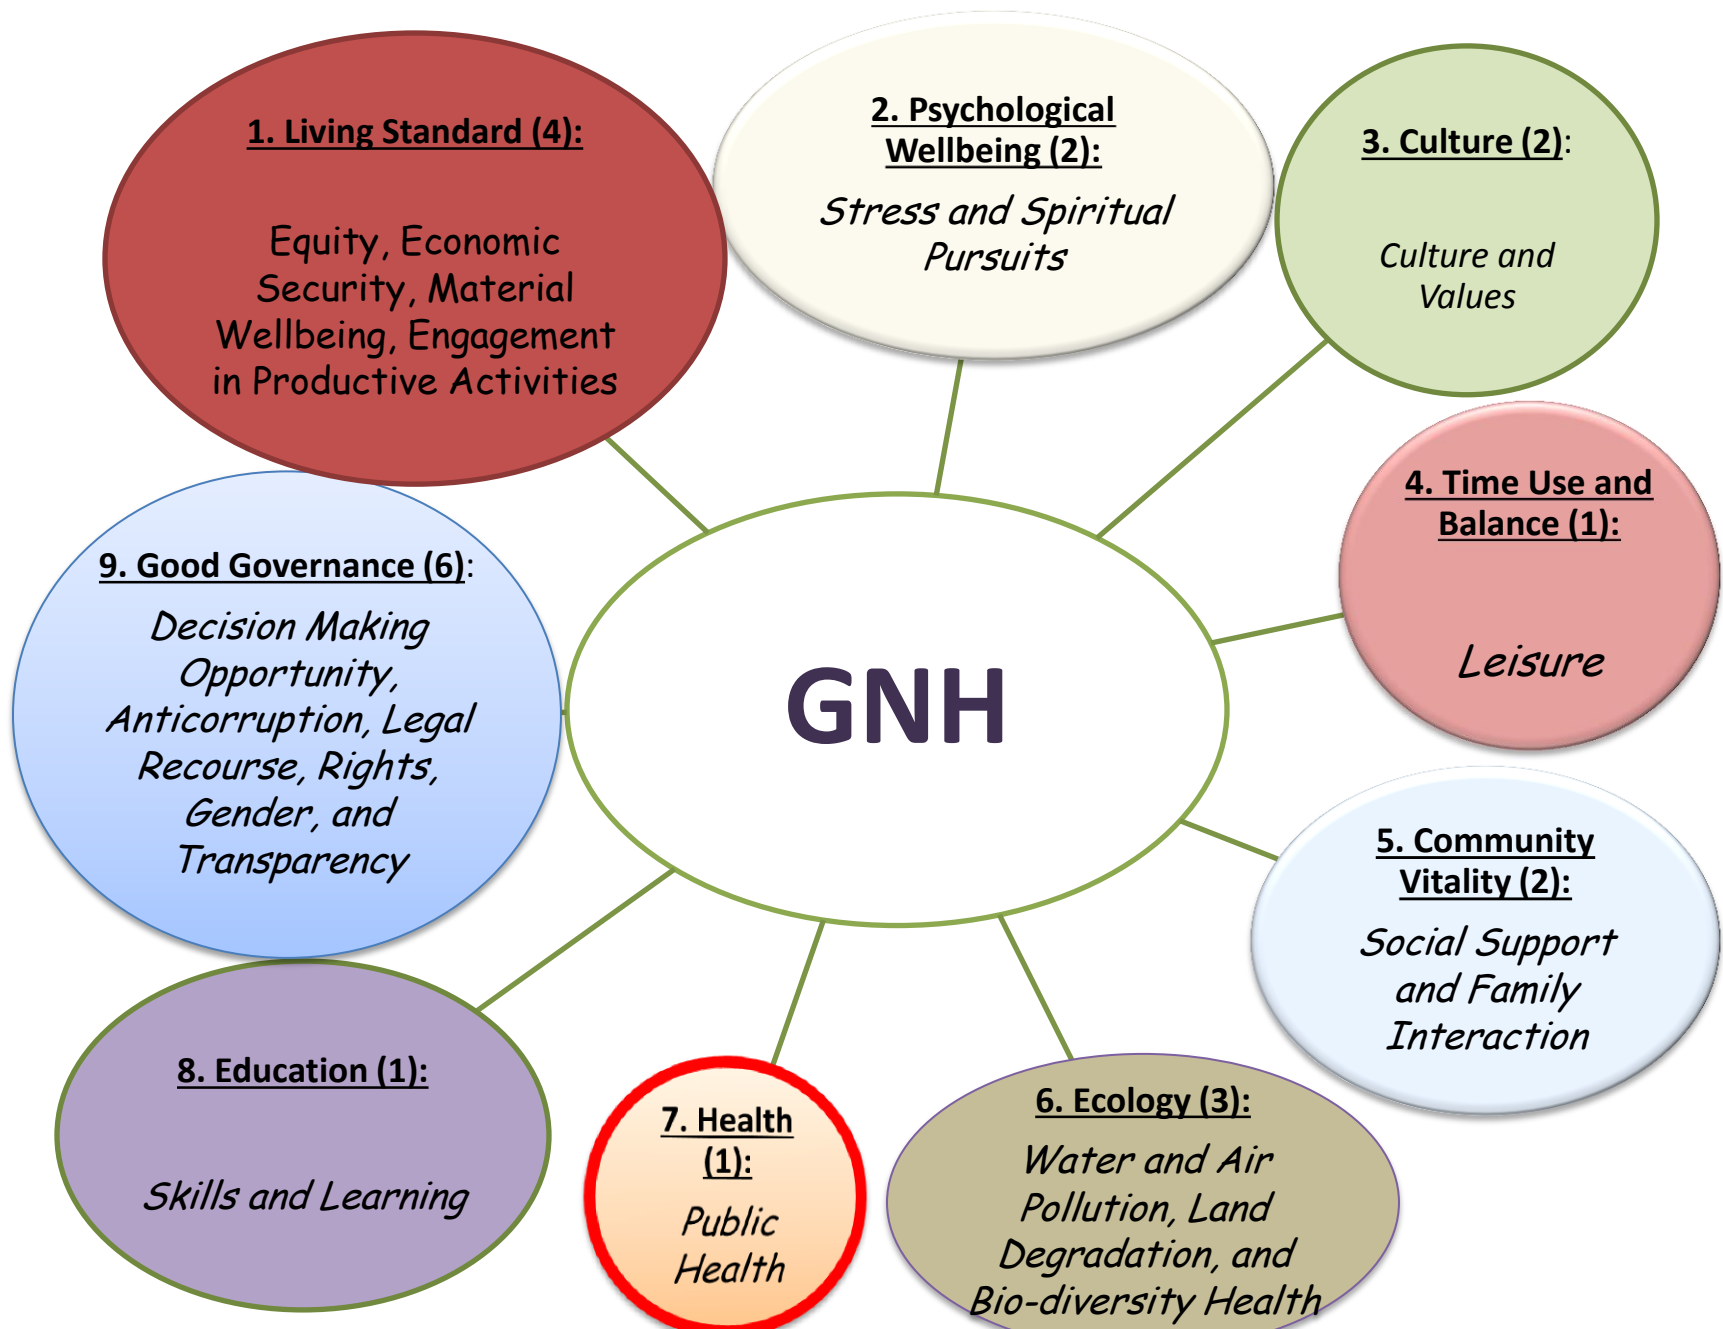 1. Living Standard (4):
Equity, Economic
Security, Material
Wellbeing, Engagement
in Productive Activities
2. Psychological
Wellbeing (2):
Stress and Spiritual
Pursuits
3. Culture (2):
Culture and
Values
4. Time Use and
Balance (1):
Leisure
5. Community
Vitality (2):
Social Support
and Family
Interaction
6. Ecology (3):
Water and Air
Pollution, Land
Degradation, and
Bio-diversity Health
7. Health
(1):
Public
Health
8. Education (1):
Skills and Learning
9. Good Governance (6):
Decision Making
Opportunity,
Anticorruption, Legal
Recourse, Rights,
Gender, and
Transparency
GNH